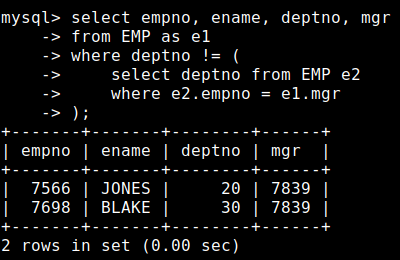 mysql> select empno, ename, deptno, mgr
    -> from EMP as e1
    -> where deptno != (
    ->     select deptno from EMP e2
    ->     where e2.empno = e1.mgr
    -> );
+-------+-------+--------+------+
| empno | ename | deptno | mgr  |
+-------+-------+--------+------+
|  7566 | JONES |     20 | 7839 |
|  7698 | BLAKE |     30 | 7839 |
+-------+-------+--------+------+
2 rows in set (0.00 sec)